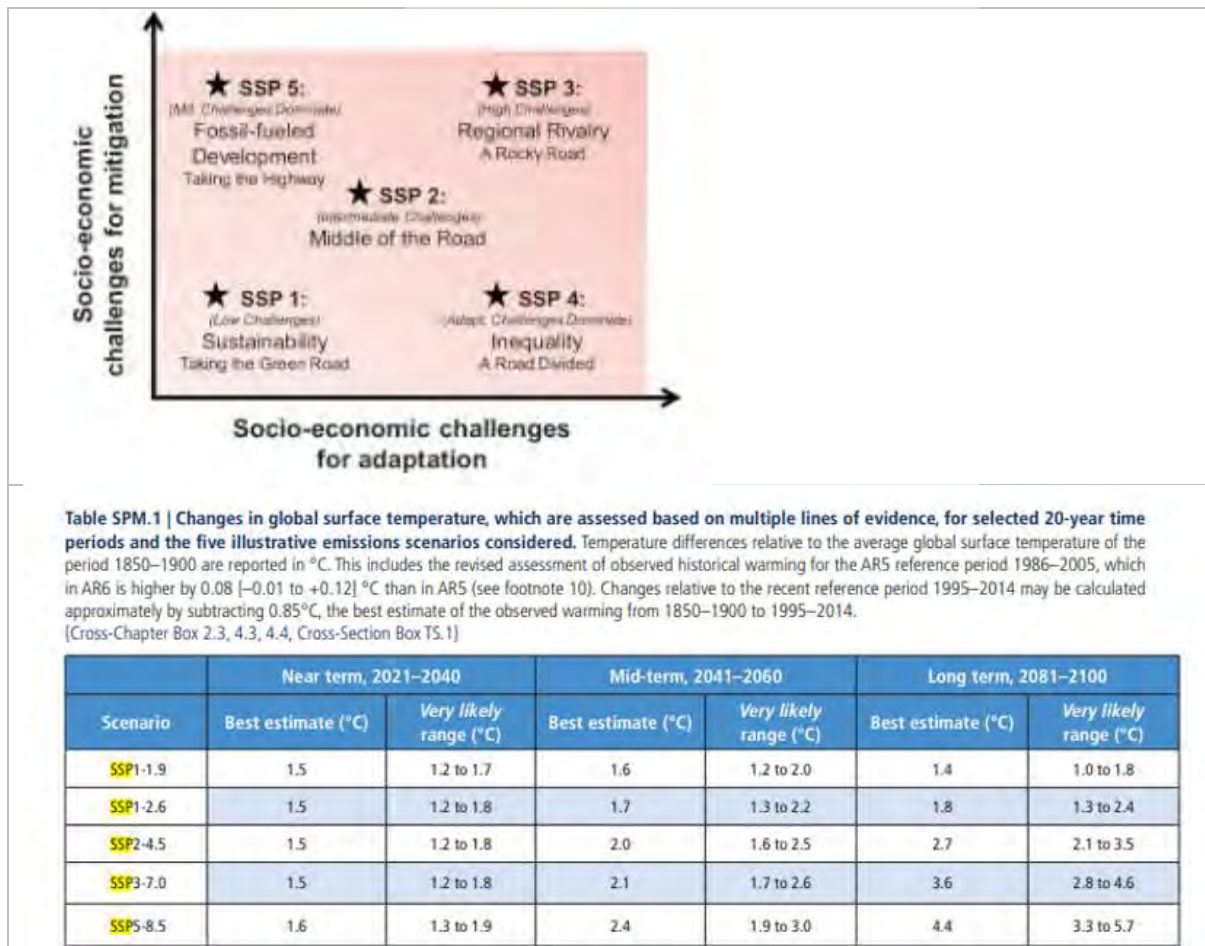 Socio-economic
challenges for mitigation
★ SSP 5:
(Mit. Challenges Dominate)
Fossil-fueled
Development
Taking the Highway
★ SSP 3:
(High Challenges)
Regional Rivalry
A Rocky Road
★ SSP 2:
(Intermediate Challenges)
Middle of the Road
★ SSP 1:
(Low Challenges)
Sustainability
Taking the Green Road
★ SSP 4:
(Adapt. Challenges Dominate)
Inequality
A Road Divided
Socio-economic challenges
for adaptation
Table SPM.1 | Changes in global surface temperature, which are assessed based on multiple lines of evidence, for selected 20-year time
periods and the five illustrative emissions scenarios considered. Temperature differences relative to the average global surface temperature of the
period 1850–1900 are reported in °C. This includes the revised assessment of observed historical warming for the AR5 reference period 1986–2005, which
in AR6 is higher by 0.08 [–0.01 to +0.12] °C than in AR5 (see footnote 10). Changes relative to the recent reference period 1995–2014 may be calculated
approximately by subtracting 0.85°C, the best estimate of the observed warming from 1850–1900 to 1995–2014.
{Cross-Chapter Box 2.3, 4.3, 4.4, Cross-Section Box TS.1}
Near term, 2021–2040 Mid-term, 2041–2060 Long term, 2081–2100
Scenario Best estimate (°C) Very likely range (°C) Best estimate (°C) Very likely range (°C) Best estimate (°C) Very likely range (°C)
SSP1-1.9 1.5 1.2 to 1.7 1.6 1.2 to 2.0 1.4 1.0 to 1.8
SSP1-2.6 1.5 1.2 to 1.8 1.7 1.3 to 2.2 1.8 1.3 to 2.4
SSP2-4.5 1.5 1.2 to 1.8 2.0 1.6 to 2.5 2.7 2.1 to 3.5
SSP3-7.0 1.5 1.2 to 1.8 2.1 1.7 to 2.6 3.6 2.8 to 4.6
SSP5-8.5 1.6 1.3 to 1.9 2.4 1.9 to 3.0 4.4 3.3 to 5.7